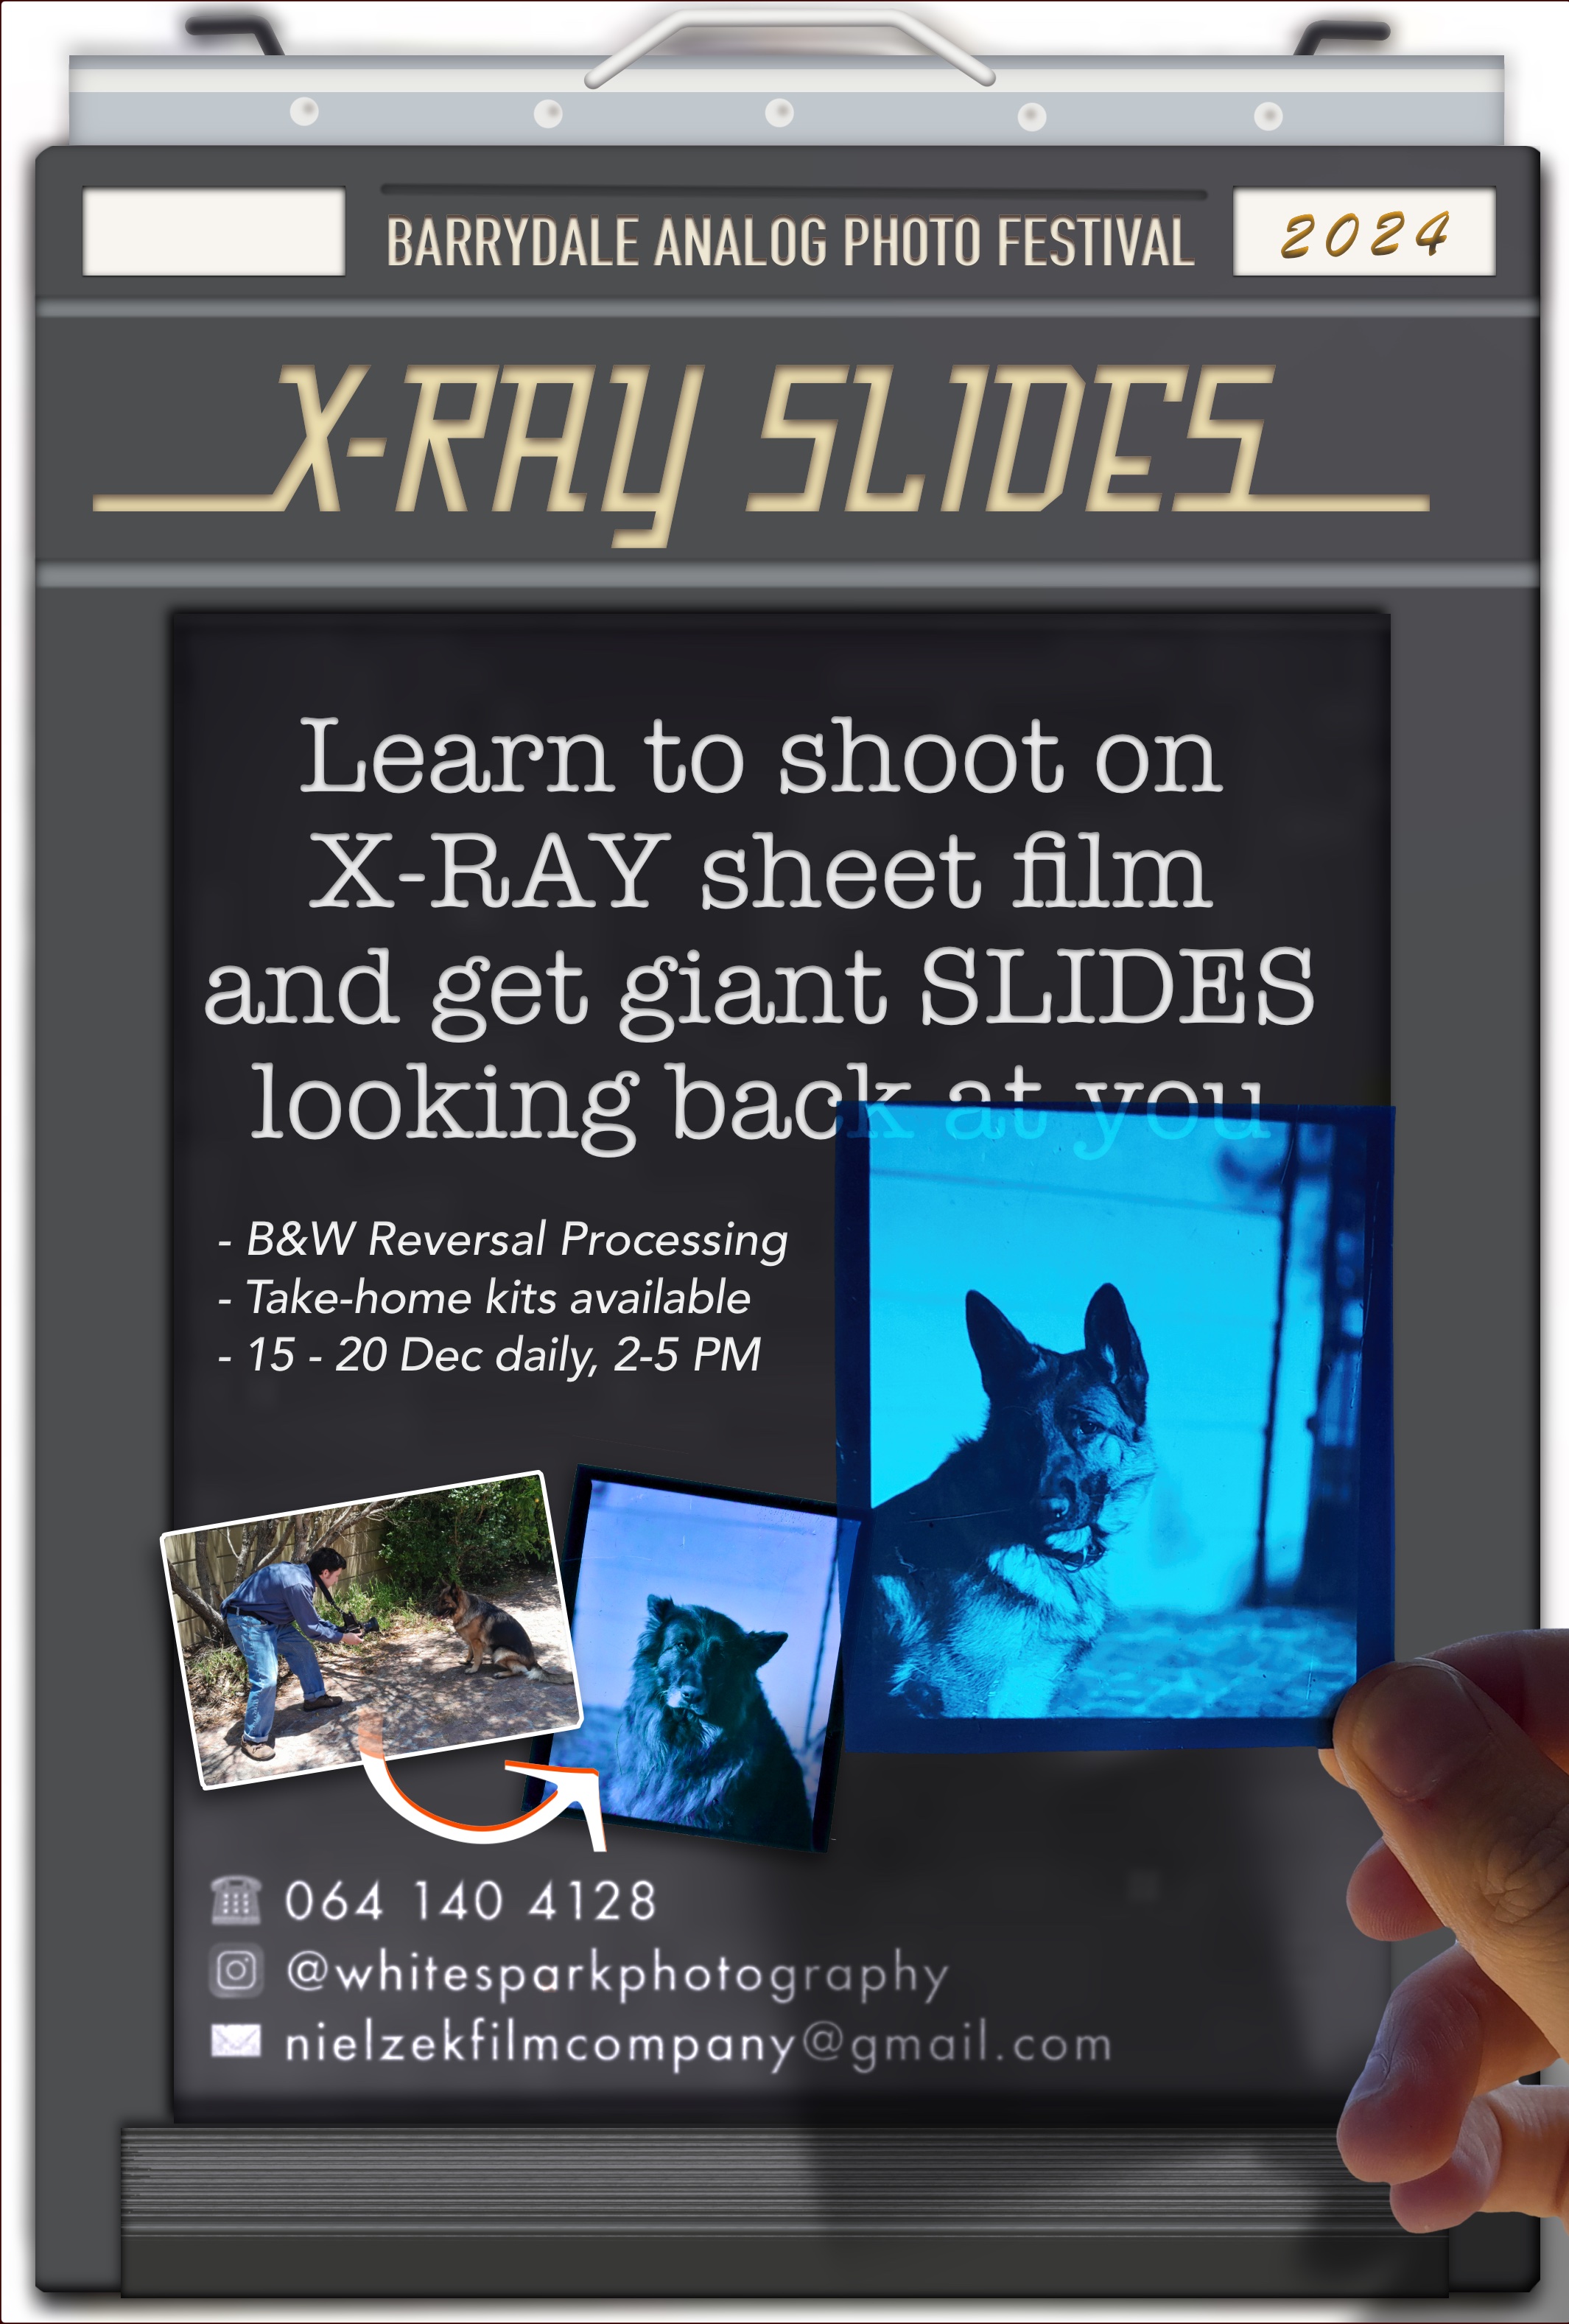 BARRYDALE ANALOG PHOTO FESTIVAL
2024
X-RAY SLIDES
Learn to shoot on
X-RAY sheet film
and get giant SLIDES
looking back at you
- B&W Reversal Processing
- Take-home kits available
- 15 - 20 Dec daily, 2-5 PM
064 140 4128
@whitesparkphotography
nielzekfilmcompany@gmail.com